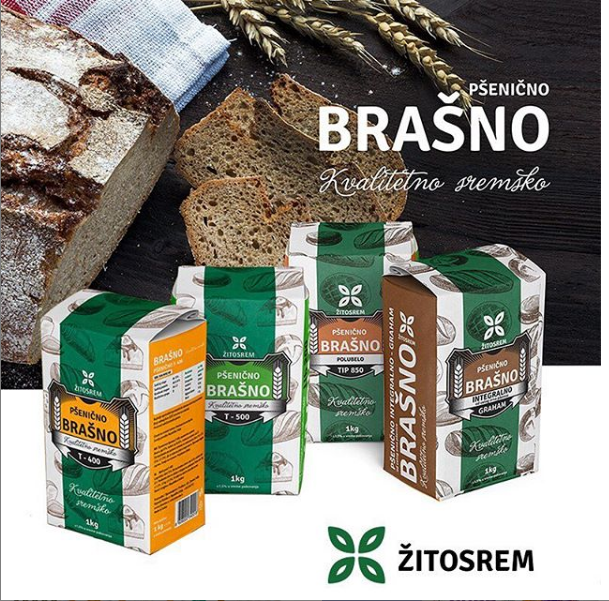 PŠENIČNO
BRAŠNO
Kvalitetno sremsko
ŽITOSREM
PŠENIČNO
BRAŠNO
Kvalitetno sremsko
T - 400
Kvalitetno
sremsko
1kg
BRAŠNO
ŽITOSREM
PŠENIČNO
BRAŠNO
Kvalitetno sremsko
T - 500
1kg
ŽITOSREM
PŠENIČNO
BRAŠNO
POLUBELO
TIP 850
Kvalitetno
sremsko
1kg
PŠENIČNO INTEGRALNO - GRAHAM
BRAŠNO
ŽITOSREM
PŠENIČNO
BRAŠNO
INTEGRALNO
GRAHAM
Kvalitetno
sremsko
1kg
ŽITOSREM